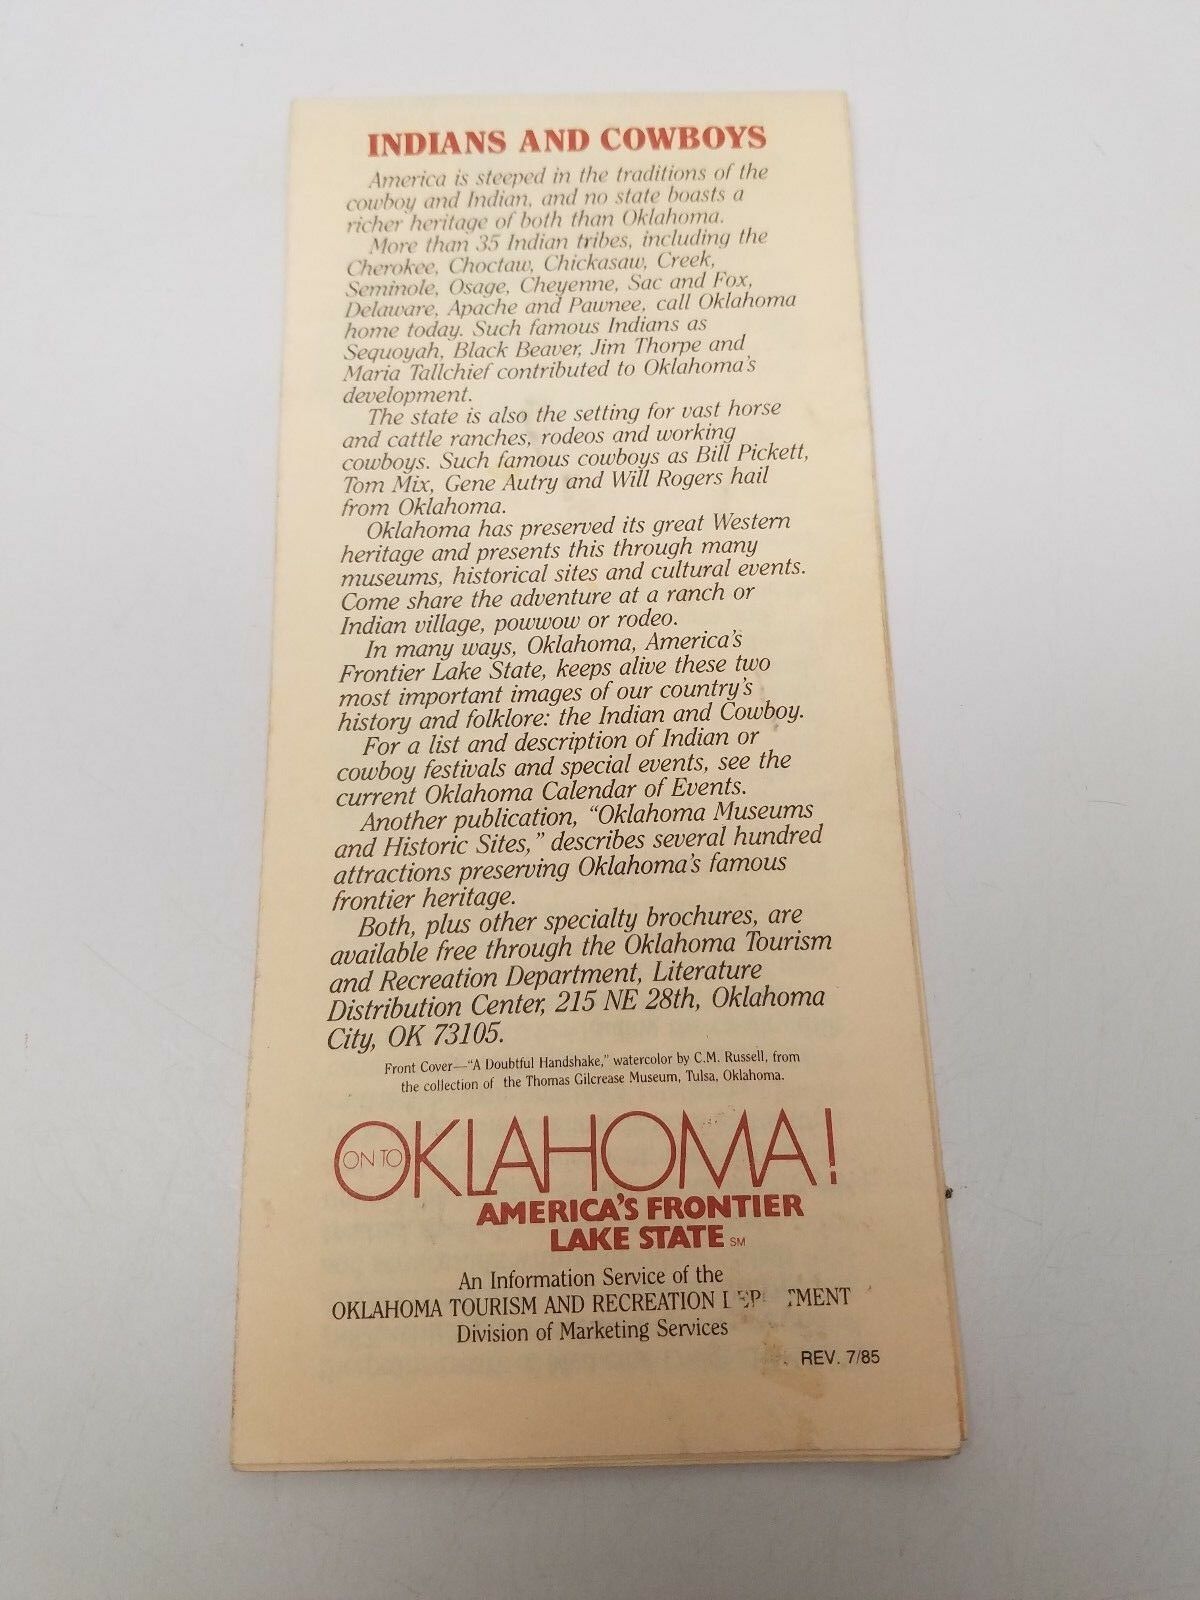 INDIANS AND COWBOYS
America is steeped in the traditions of the
cowboy and Indian, and no state boasts a
richer heritage of both than Oklahoma.
More than 35 Indian tribes, including the
Cherokee, Choctaw, Chickasaw, Creek,
Seminole, Osage, Cheyenne, Sac and Fox,
Delaware, Apache and Pawnee, call Oklahoma
home today. Such famous Indians as
Sequoyah, Black Beaver, Jim Thorpe and
Maria Tallchief contributed to Oklahoma's
development.
The state is also the setting for vast horse
and cattle ranches, rodeos and working
cowboys. Such famous cowboys as Bill Pickett,
Tom Mix, Gene Autry and Will Rogers hail
from Oklahoma.
Oklahoma has preserved its great Western
heritage and presents this through many
museums, historical sites and cultural events.
Come share the adventure at a ranch or
Indian village, powwow or rodeo.
In many ways, Oklahoma, America's
Frontier Lake State, keeps alive these two
most important images of our country's
history and folklore: the Indian and Cowboy.
For a list and description of Indian or
cowboy festivals and special events, see the
current Oklahoma Calendar of Events.
Another publication, "Oklahoma Museums
and Historic Sites," describes several hundred
attractions preserving Oklahoma's famous
frontier heritage.
Both, plus other specialty brochures, are
available free through the Oklahoma Tourism
and Recreation Department, Literature
Distribution Center, 215 NE 28th, Oklahoma
City, OK 73105.
Front Cover—"A Doubtful Handshake," watercolor by C.M. Russell, from
the collection of the Thomas Gilcrease Museum, Tulsa, Oklahoma.
ON TO OKLAHOMA!
AMERICA'S FRONTIER
LAKE STATE SM
An Information Service of the
OKLAHOMA TOURISM AND RECREATION
Division of Marketing Services
REV. 7/85